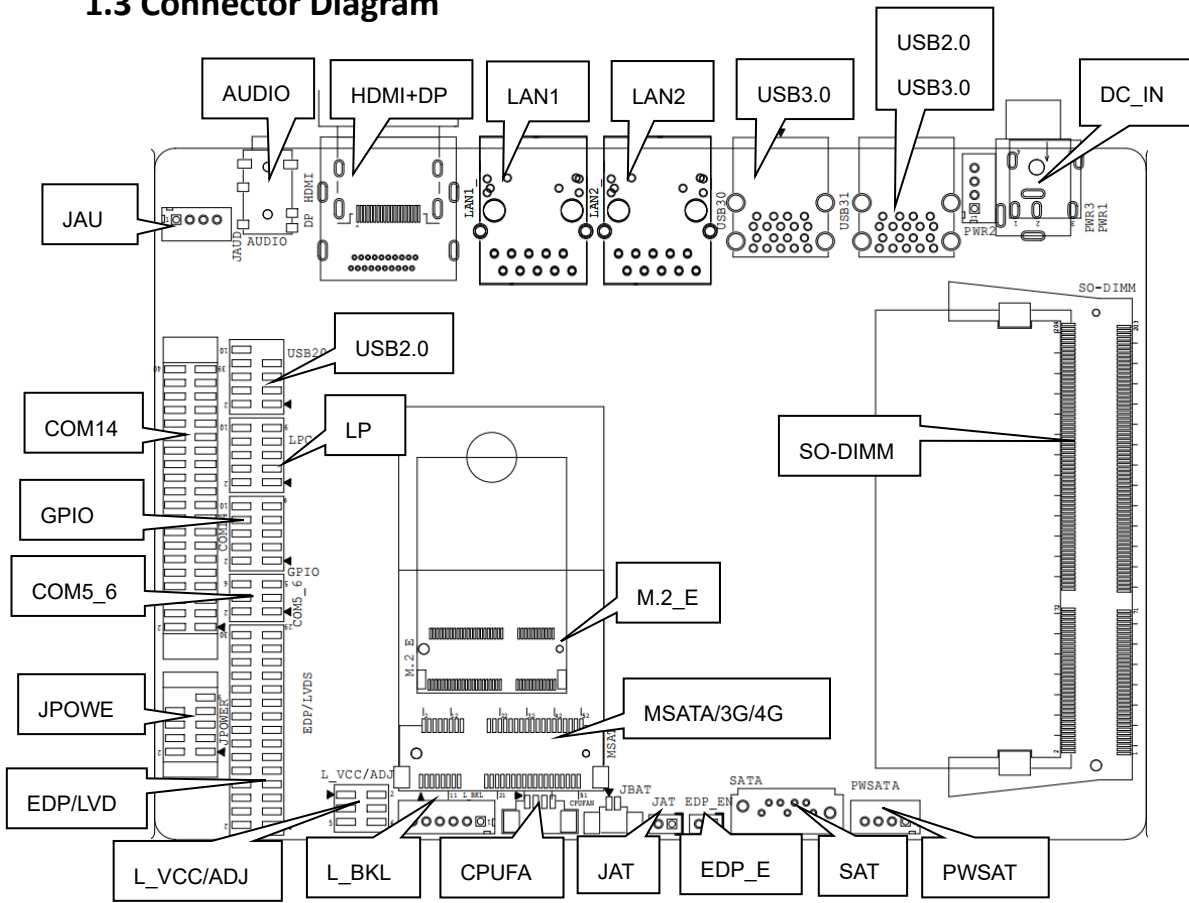 1.3 Connector Diagram
USB2.0
USB3.0
AUDIO
HDMI+DP
LAN1
LAN2
USB3.0
DC_IN
JAU
JAUD
AUDIO
DP HDMI
LAN1_
LAN2_
USB30
USB31
PWR2
PWR3
PWR1
SO-DIMM
USB20
USB2.0
COM14
LPC
LP
SO-DIMM
GPIO
GPIO
COM5_6
COM5_6
M.2_E
M.2 E
JPOWE
JPOWER
EDP/LVDS
MSATA/3G/4G
EDP/LVD
L_VCC/ADJ
L_BKL
CPUFAN
JBAT
JAT
EDP_EN
SATA
PWSATA
L_VCC/ADJ
L_BKL
CPUFA
JAT
EDP_E
SAT
PWSAT